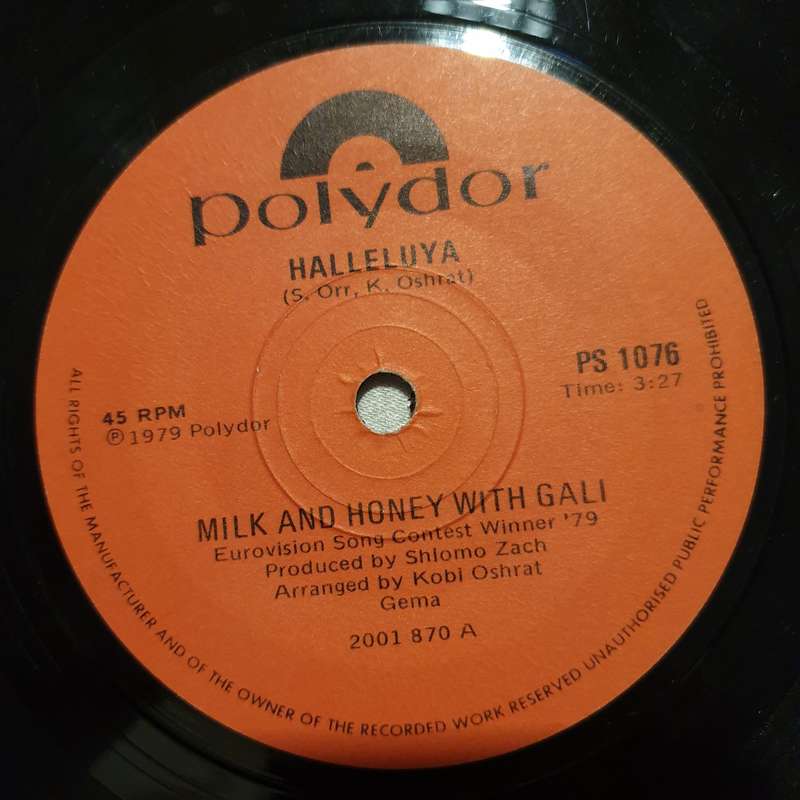 polydor
HALLELUYA
(S. Orr, K. Oshrat)
PS 1076
Time: 3:27
45 RPM
Ⓟ1979 Polydor
MILK AND HONEY WITH GALI
Eurovision Song Contest Winner '79
Produced by Shlomo Zach
Arranged by Kobi Oshrat
Gema
2001 870 A
ALL RIGHTS OF THE MANUFACTURER AND OF THE OWNER OF THE RECORDED WORK RESERVED UNAUTHORISED PUBLIC PERFORMANCE PROHIBITED